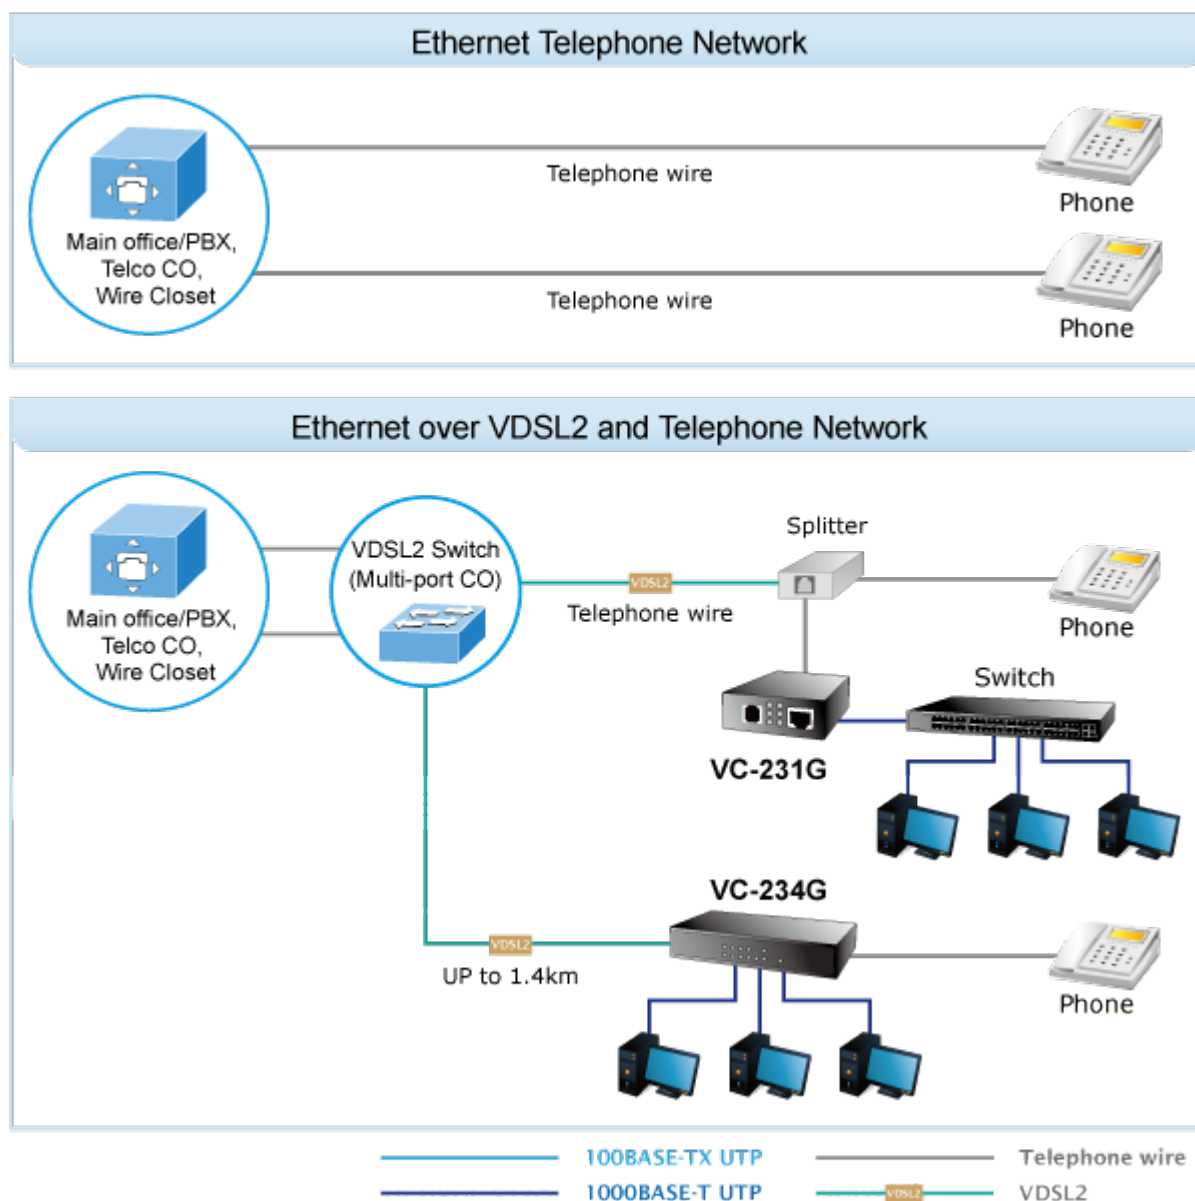 Ethernet Telephone Network
Telephone wire
Phone
Main office/PBX,
Telco CO,
Wire Closet
Telephone wire
Phone
Ethernet over VDSL2 and Telephone Network
Main office/PBX,
Telco CO,
Wire Closet
VDSL2 Switch
(Multi-port CO)
VDSL2
Telephone wire
Splitter
Phone
Switch
VC-231G
VC-234G
VDSL2
UP to 1.4km
Phone
100BASE-TX UTP
Telephone wire
1000BASE-T UTP
VDSL2
VDSL2